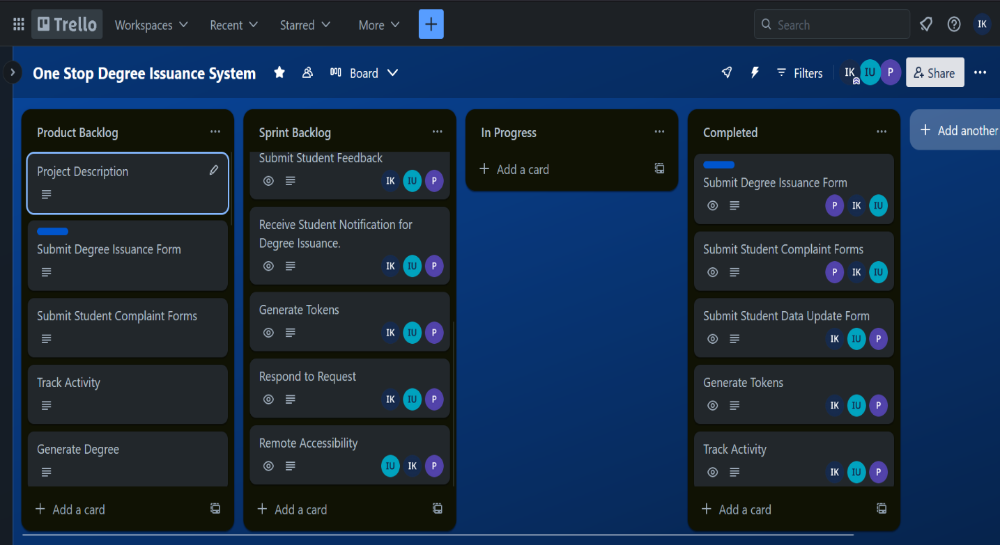 Trello
Workspaces
Recent
Starred
More
Search
IK
One Stop Degree Issuance System
Board
Filters
IK
IU
P
Share
Product Backlog
Project Description
Submit Degree Issuance Form
Submit Student Complaint Forms
Track Activity
Generate Degree
Add a card
Sprint Backlog
Submit Student Feedback
IK IU P
Receive Student Notification for
Degree Issuance.
IK IU P
Generate Tokens
IK IU P
Respond to Request
IK IU P
Remote Accessibility
IU IK P
Add a card
In Progress
Add a card
Completed
Submit Degree Issuance Form
P IK IU
Submit Student Complaint Forms
P IK IU
Submit Student Data Update Form
IK IU P
Generate Tokens
IK IU P
Track Activity
IK IU P
Add a card
Add another